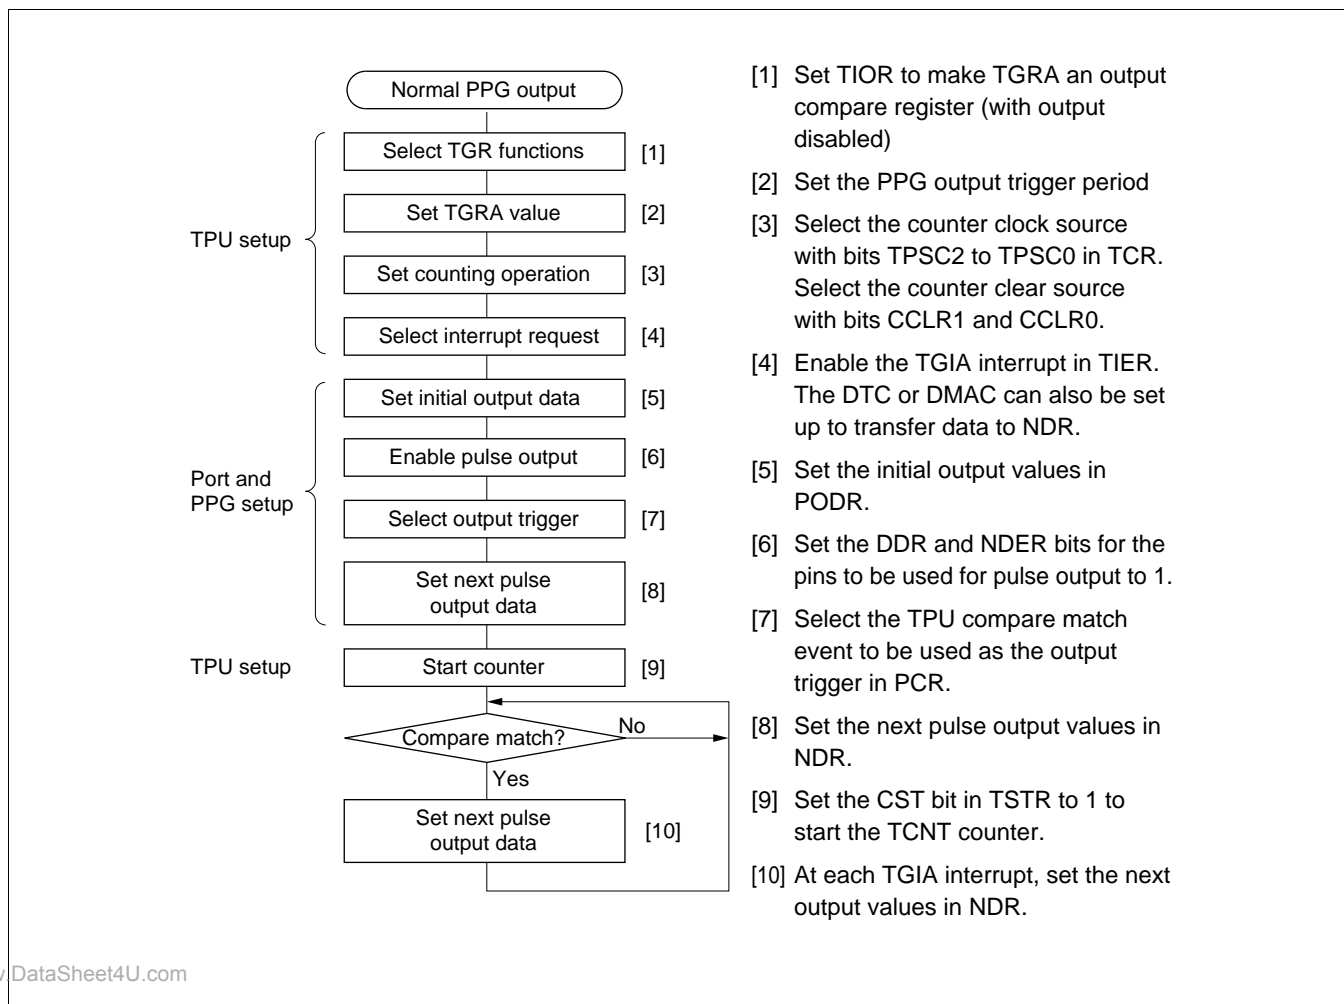 Normal PPG output
Select TGR functions [1]
Set TGRA value [2]
TPU setup
Set counting operation [3]
Select interrupt request [4]
Set initial output data [5]
Enable pulse output [6]
Port and
PPG setup
Select output trigger [7]
Set next pulse
output data
[8]
TPU setup
Start counter [9]
Compare match?
No
Yes
Set next pulse
output data
[10]
[1] Set TIOR to make TGRA an output
compare register (with output
disabled)
[2] Set the PPG output trigger period
[3] Select the counter clock source
with bits TPSC2 to TPSC0 in TCR.
Select the counter clear source
with bits CCLR1 and CCLR0.
[4] Enable the TGIA interrupt in TIER.
The DTC or DMAC can also be set
up to transfer data to NDR.
[5] Set the initial output values in
PODR.
[6] Set the DDR and NDER bits for the
pins to be used for pulse output to 1.
[7] Select the TPU compare match
event to be used as the output
trigger in PCR.
[8] Set the next pulse output values in
NDR.
[9] Set the CST bit in TSTR to 1 to
start the TCNT counter.
[10] At each TGIA interrupt, set the next
output values in NDR.
.DataSheet4U.com